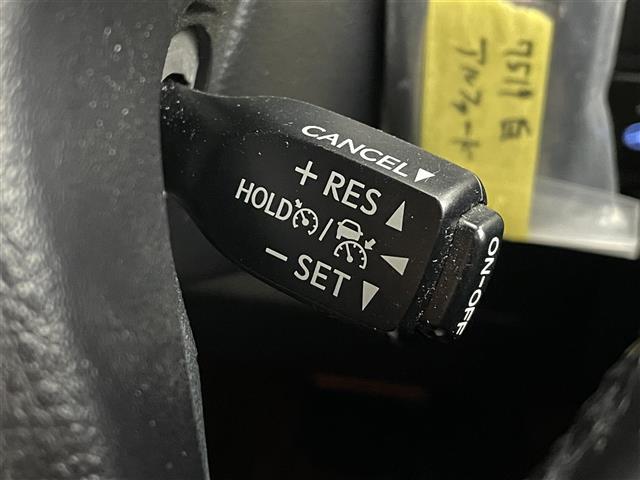 CANCEL▼
+ RES ▲
HOLD / ◀
− SET ▼
ON-OFF
アルファード